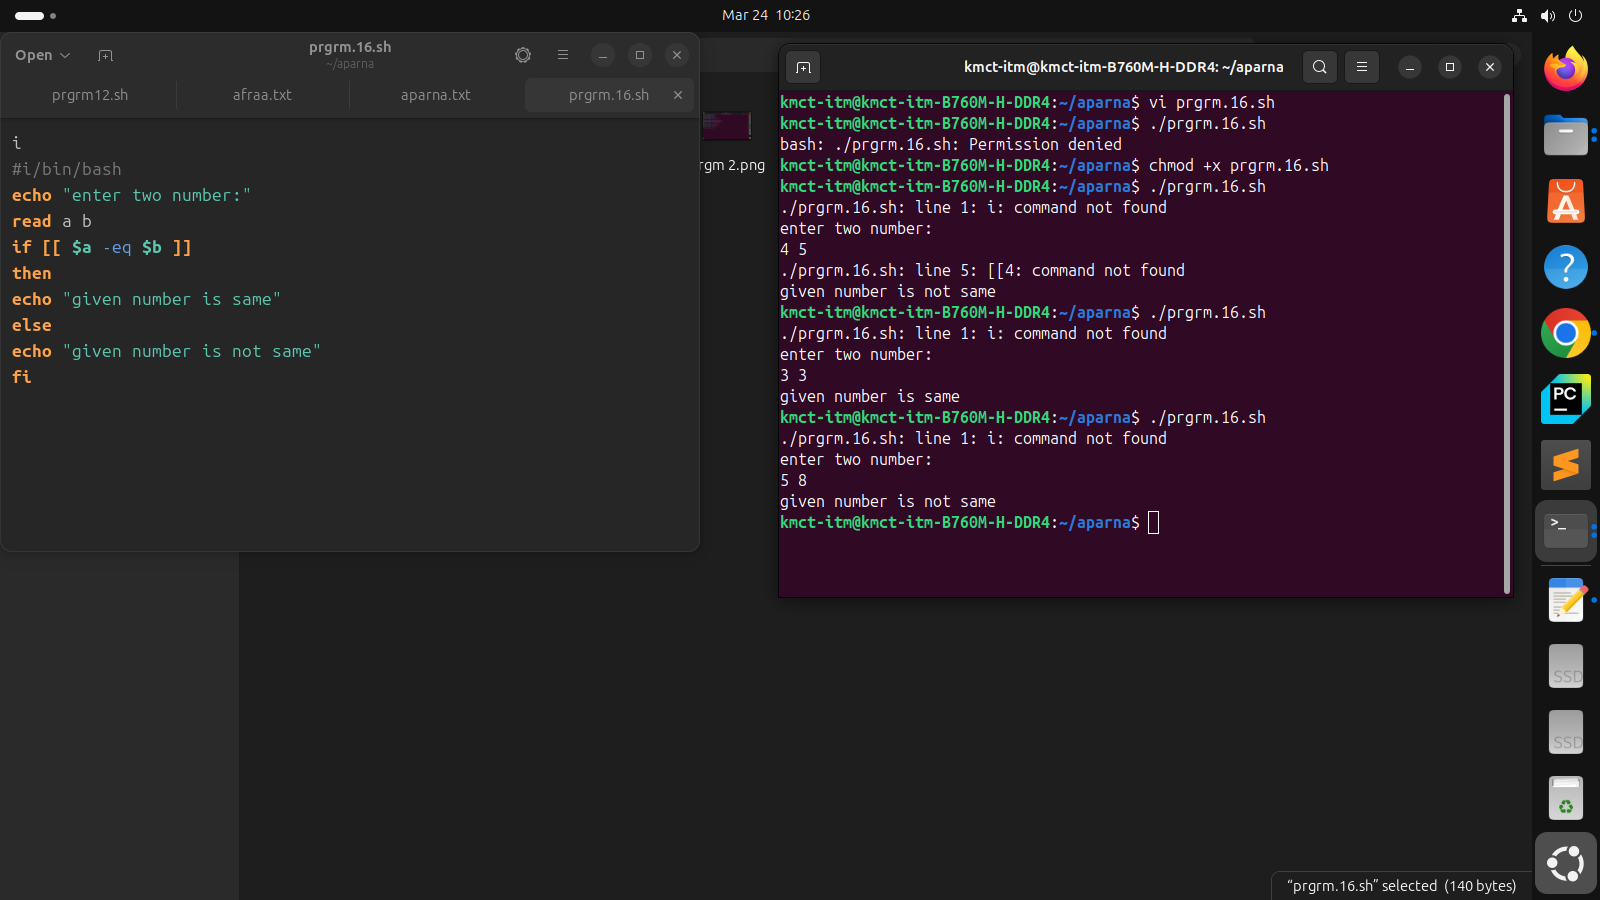 Mar 24 10:26
Open
prgrm.16.sh
~/aparna
prgrm12.sh
afraa.txt
aparna.txt
prgrm.16.sh
i
#i/bin/bash
echo "enter two number:"
read a b
if [[ $a -eq $b ]]
then
echo "given number is same"
else
echo "given number is not same"
fi
rgm 2.png
kmct-itm@kmct-itm-B760M-H-DDR4: ~/aparna
kmct-itm@kmct-itm-B760M-H-DDR4:~/aparna$ vi prgrm.16.sh
kmct-itm@kmct-itm-B760M-H-DDR4:~/aparna$ ./prgrm.16.sh
bash: ./prgrm.16.sh: Permission denied
kmct-itm@kmct-itm-B760M-H-DDR4:~/aparna$ chmod +x prgrm.16.sh
kmct-itm@kmct-itm-B760M-H-DDR4:~/aparna$ ./prgrm.16.sh
./prgrm.16.sh: line 1: i: command not found
enter two number:
4 5
./prgrm.16.sh: line 5: [[4: command not found
given number is not same
kmct-itm@kmct-itm-B760M-H-DDR4:~/aparna$ ./prgrm.16.sh
./prgrm.16.sh: line 1: i: command not found
enter two number:
3 3
given number is same
kmct-itm@kmct-itm-B760M-H-DDR4:~/aparna$ ./prgrm.16.sh
./prgrm.16.sh: line 1: i: command not found
enter two number:
5 8
given number is not same
kmct-itm@kmct-itm-B760M-H-DDR4:~/aparna$
PC
>_
SSD
SSD
“prgrm.16.sh” selected (140 bytes)